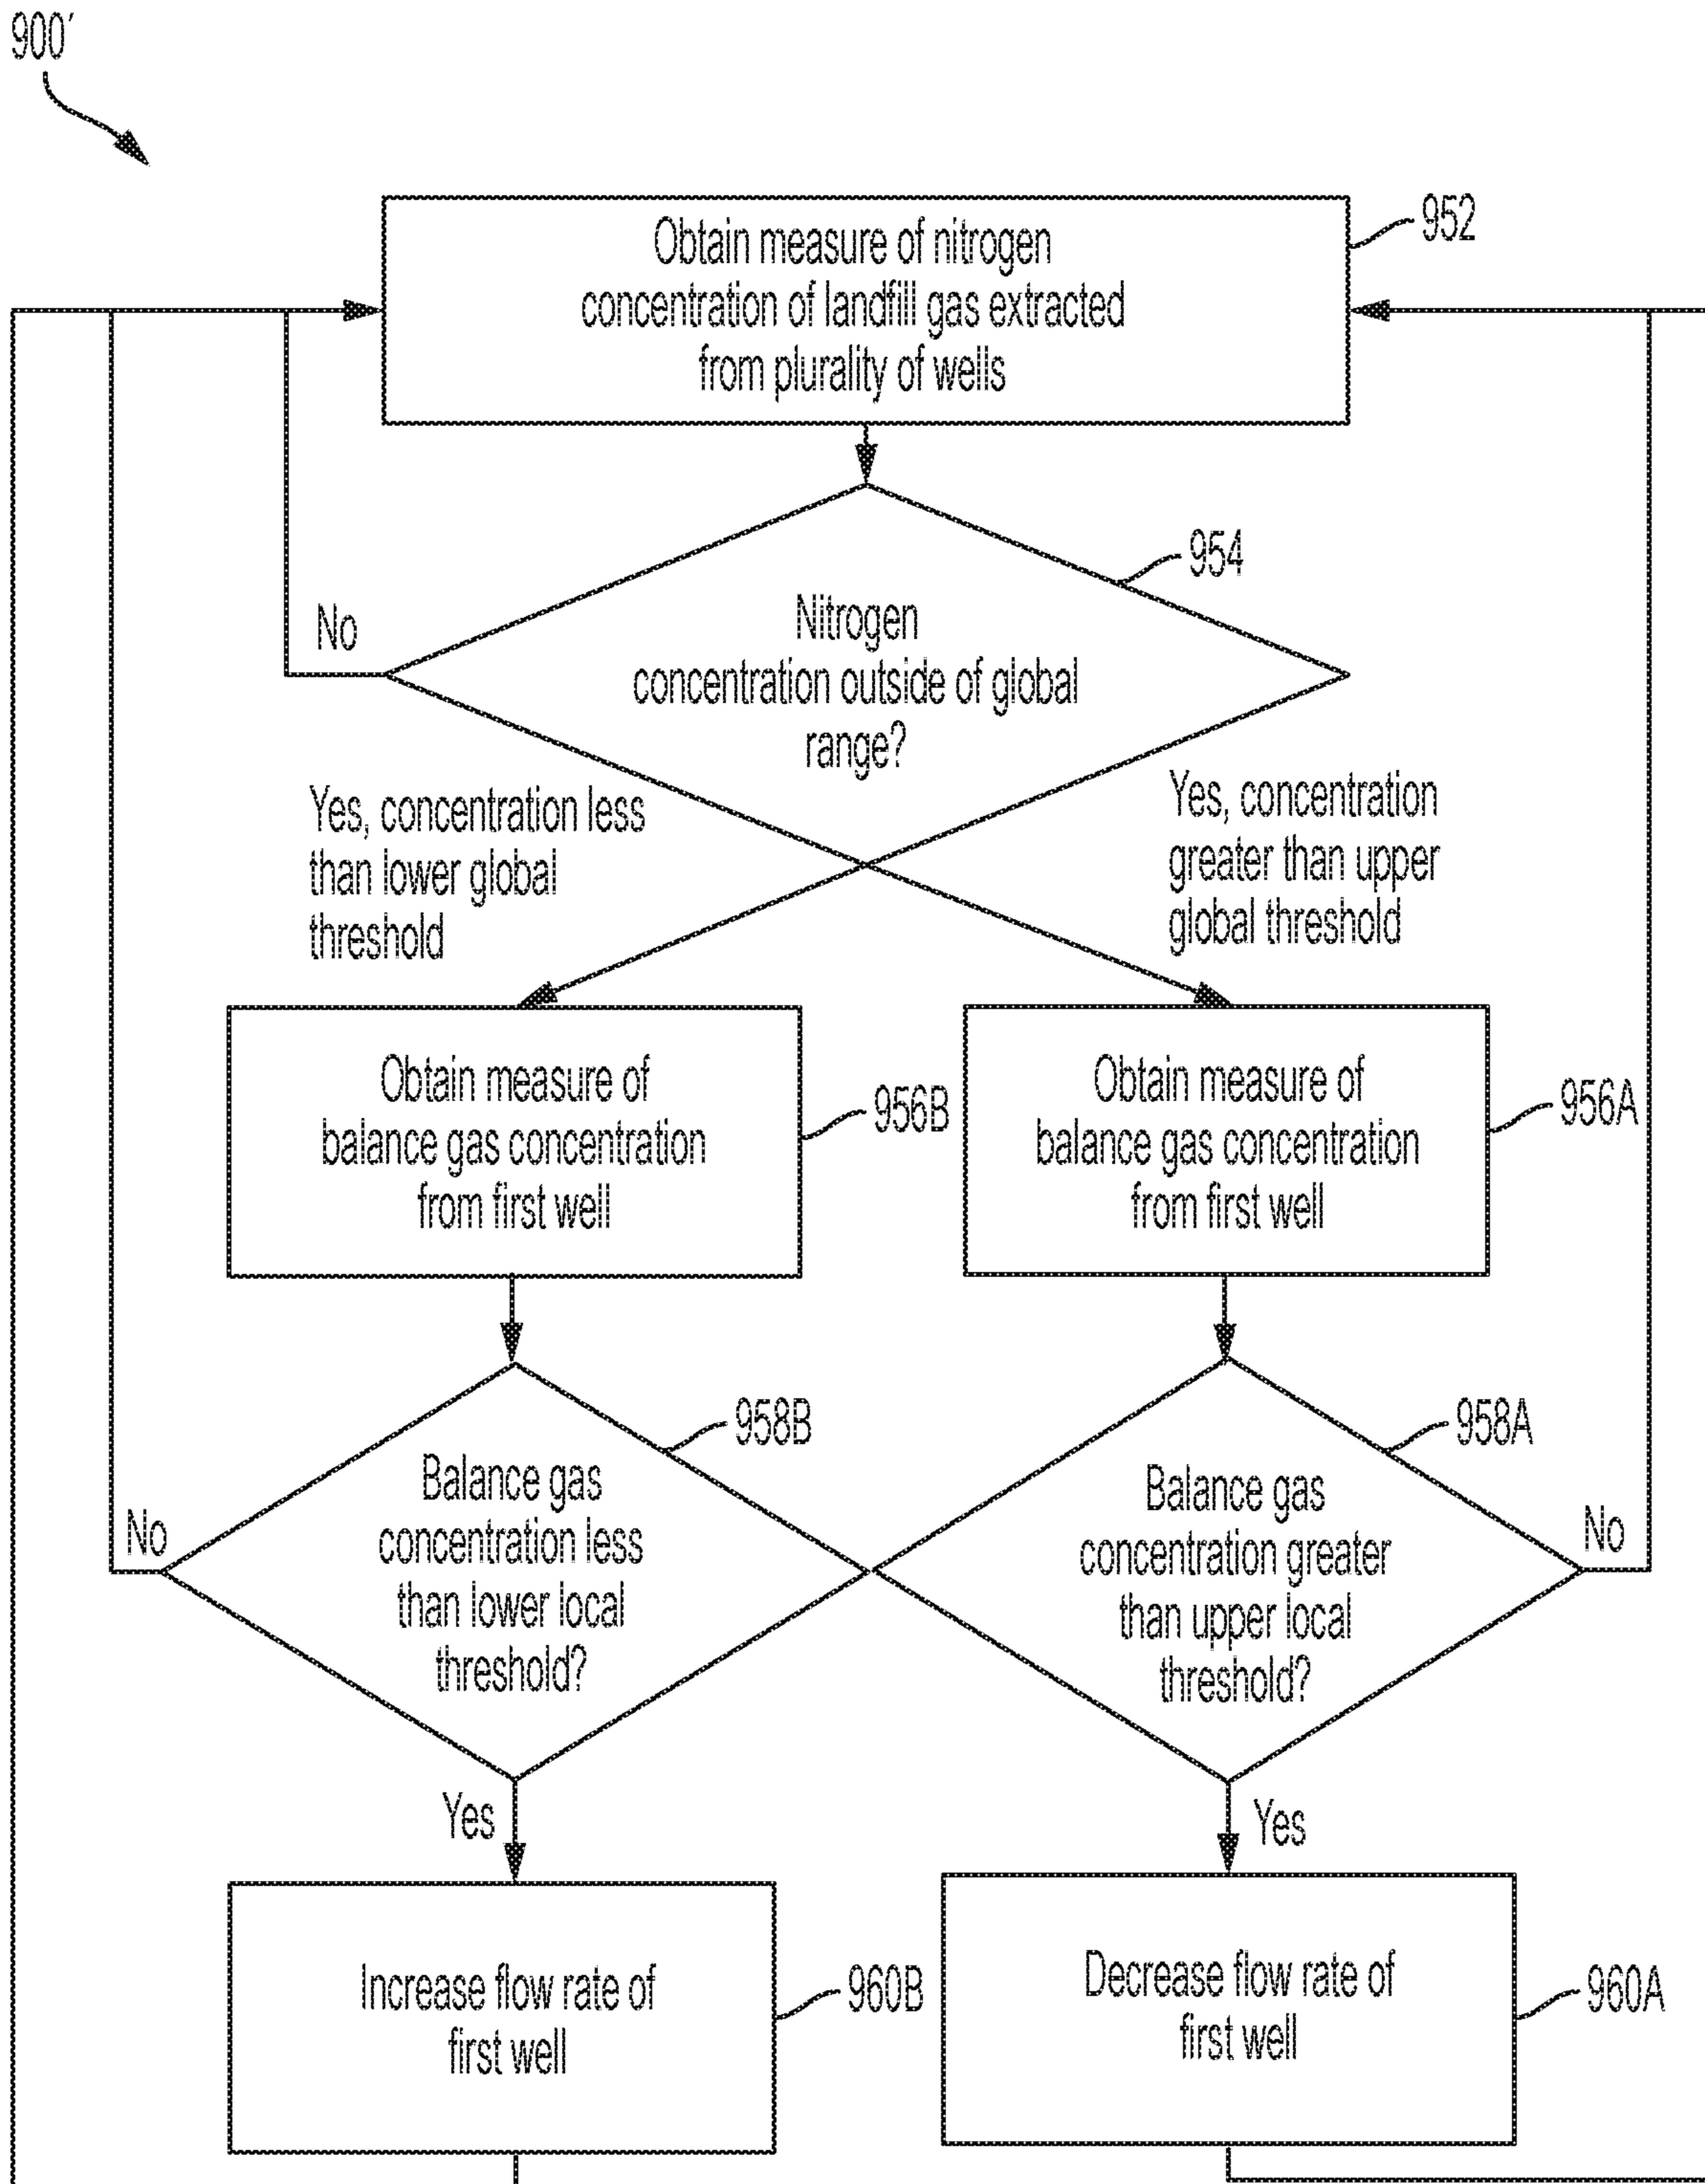 900′
Obtain measure of nitrogen
concentration of landfill gas extracted
from plurality of wells
952
954
No
Nitrogen
concentration outside of global
range?
Yes, concentration less
than lower global
threshold
Yes, concentration
greater than upper
global threshold
Obtain measure of
balance gas concentration
from first well
956B
Obtain measure of
balance gas concentration
from first well
956A
958B
Balance gas
concentration less
than lower local
threshold?
No
958A
Balance gas
concentration greater
than upper local
threshold?
No
Yes
Yes
Increase flow rate of
first well
960B
Decrease flow rate of
first well
960A